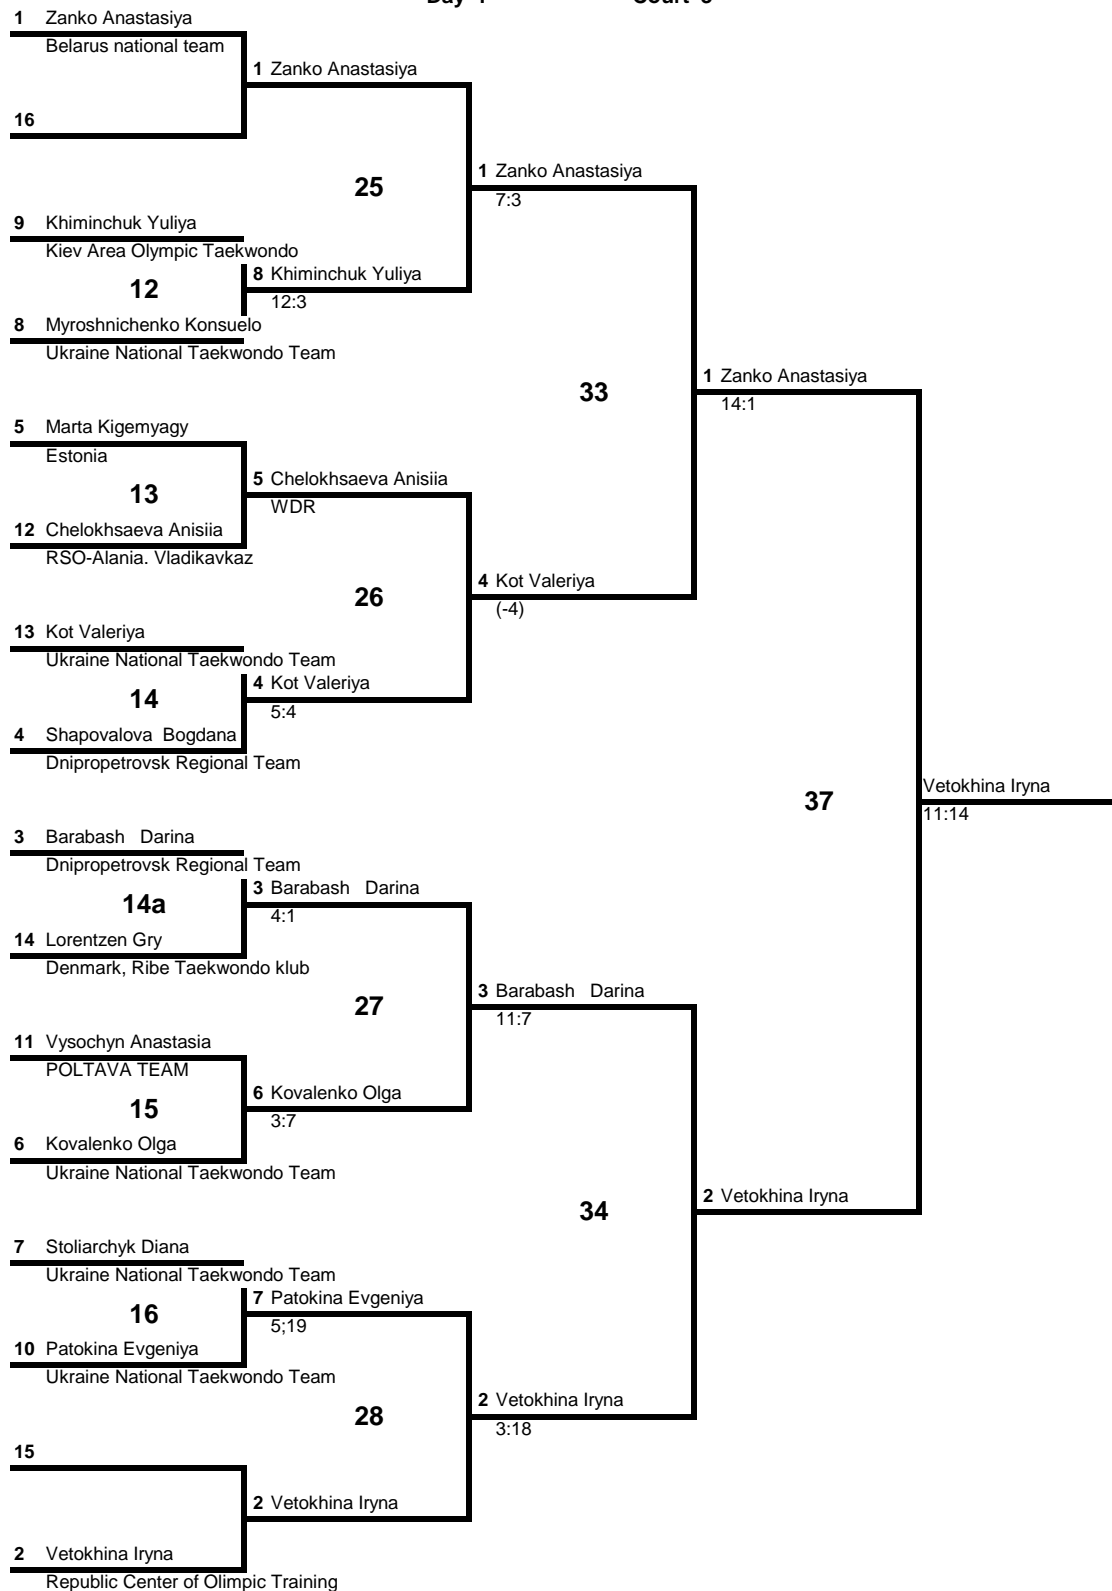 1 Zanko Anastasiya
Belarus national team
1 Zanko Anastasiya
16
1 Zanko Anastasiya
25
7:3
9 Khiminchuk Yuliya
Kiev Area Olympic Taekwondo
8 Khiminchuk Yuliya
12
12:3
8 Myroshnichenko Konsuelo
Ukraine National Taekwondo Team
1 Zanko Anastasiya
33
14:1
5 Marta Kigemyagy
Estonia
5 Chelokhsaeva Anisiia
13
WDR
12 Chelokhsaeva Anisiia
RSO-Alania. Vladikavkaz
4 Kot Valeriya
26
(-4)
13 Kot Valeriya
Ukraine National Taekwondo Team
4 Kot Valeriya
14
5:4
4 Shapovalova Bogdana
Dnipropetrovsk Regional Team
Vetokhina Iryna
37
11:14
3 Barabash Darina
Dnipropetrovsk Regional Team
3 Barabash Darina
14a
4:1
14 Lorentzen Gry
Denmark, Ribe Taekwondo klub
3 Barabash Darina
27
11:7
11 Vysochyn Anastasia
POLTAVA TEAM
6 Kovalenko Olga
15
3:7
6 Kovalenko Olga
Ukraine National Taekwondo Team
2 Vetokhina Iryna
34
7 Stoliarchyk Diana
Ukraine National Taekwondo Team
7 Patokina Evgeniya
16
5;19
10 Patokina Evgeniya
Ukraine National Taekwondo Team
2 Vetokhina Iryna
28
3:18
15
2 Vetokhina Iryna
2 Vetokhina Iryna
Republic Center of Olimpic Training